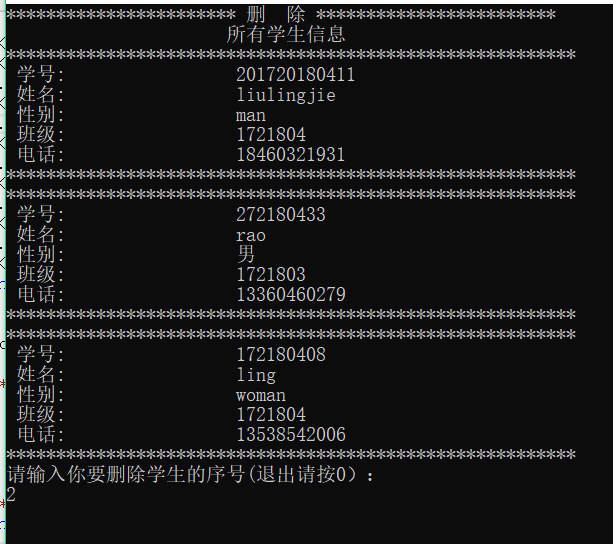 *********************** 删  除 ************************
所有学生信息
*********************************************************
学号: 201720180411
姓名: liulingjie
性别: man
班级: 1721804
电话: 18460321931
*********************************************************
*********************************************************
学号: 272180433
姓名: rao
性别: 男
班级: 1721803
电话: 13360460279
*********************************************************
*********************************************************
学号: 172180408
姓名: ling
性别: woman
班级: 1721804
电话: 13538542006
*********************************************************
请输入你要删除学生的序号(退出请按0）：
2